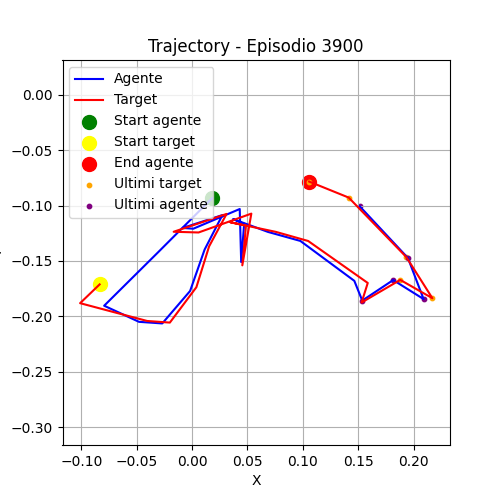 Trajectory - Episodio 3900
Agente
Target
Start agente
Start target
End agente
Ultimi target
Ultimi agente
0.00
−0.05
−0.10
−0.15
−0.20
−0.25
−0.30
−0.10
−0.05
0.00
0.05
0.10
0.15
0.20
X